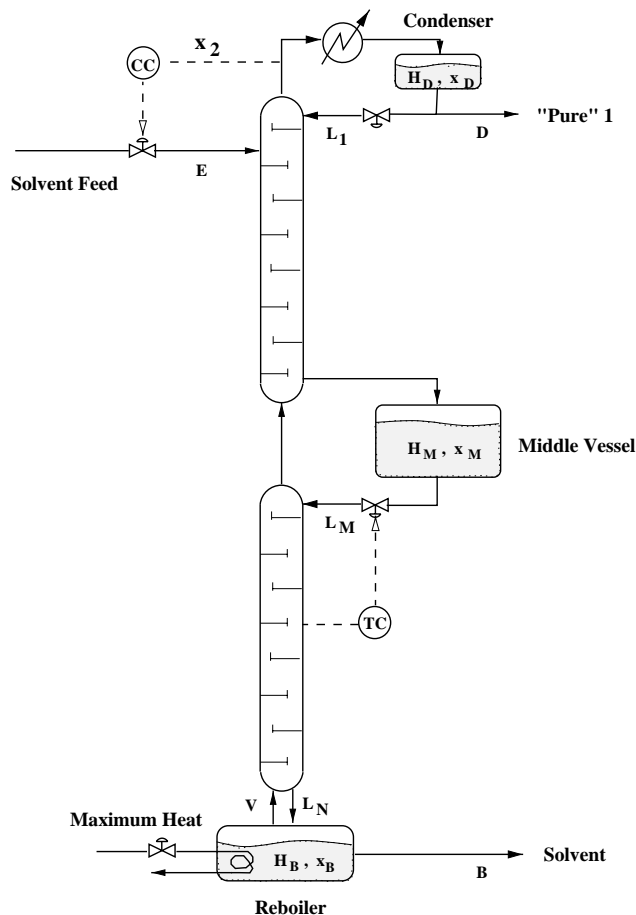 Condenser
x 2
CC
H D , x D
L 1
D
"Pure" 1
E
Solvent Feed
H M , x M
Middle Vessel
L M
TC
V
L N
Maximum Heat
H B , x B
B
Solvent
Reboiler